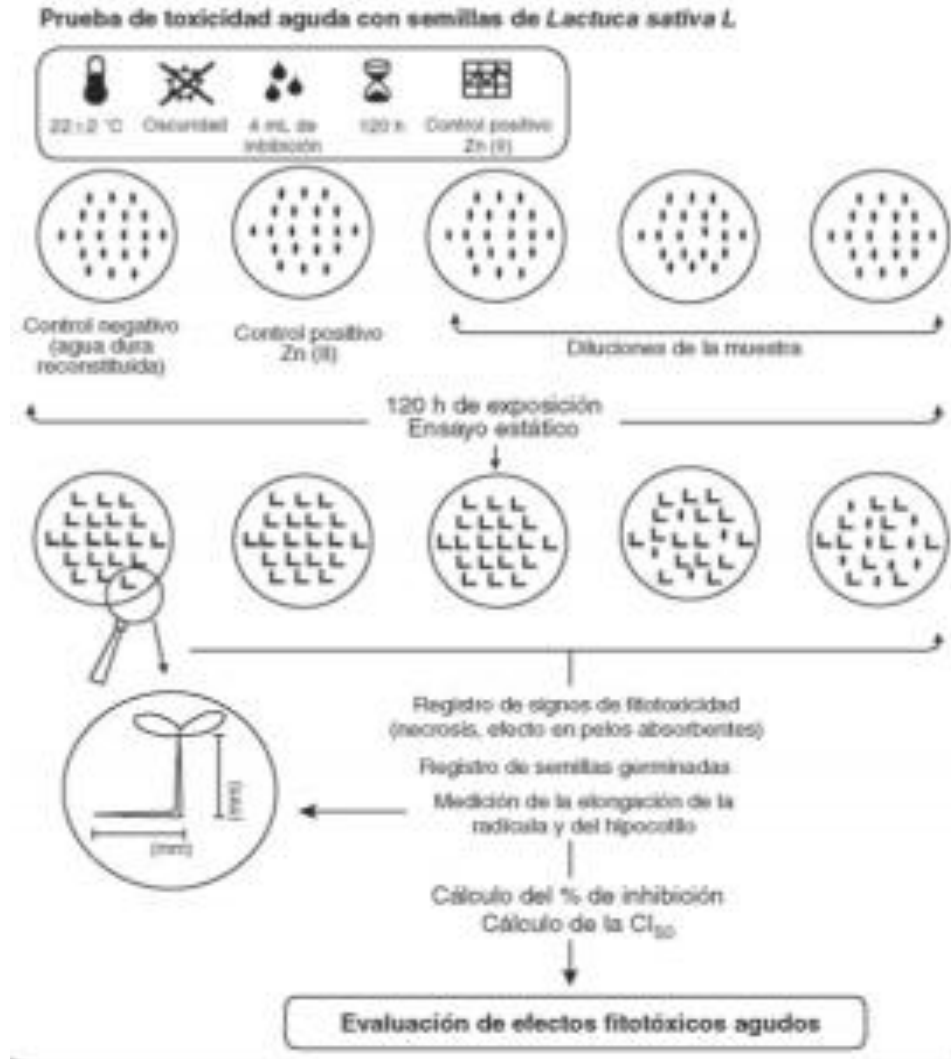 Prueba de toxicidad aguda con semillas de Lactuca sativa L
22±2 °C
Oscuridad
4 mL de
inhibición
120 h
Control positivo
Zn (II)
Control negativo
(agua dura
reconstituida)
Control positivo
Zn (II)
Diluciones de la muestra
120 h de exposición
Ensayo estático
Registro de signos de fitotoxicidad
(necrosis, efecto en pelos absorbentes)
Registro de semillas germinadas
Medición de la elongación de la
radícula y del hipocotilo
(mm)
(mm)
Cálculo del % de inhibición
Cálculo de la CI50
Evaluación de efectos fitotóxicos agudos